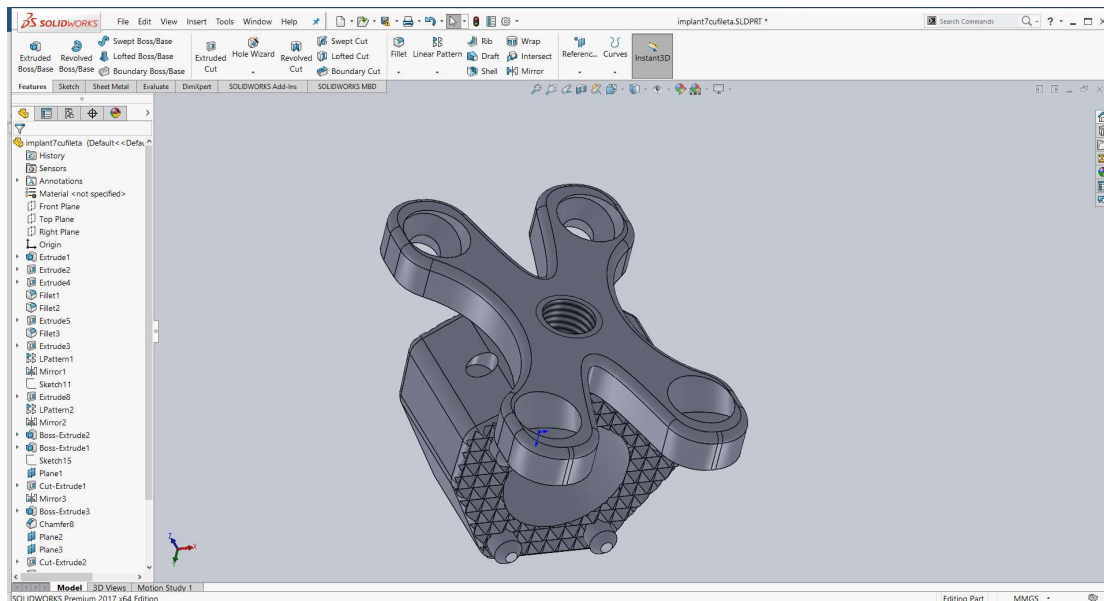 SOLIDWORKS File Edit View Insert Tools Window Help implant7cufileta.SLDPRT * Search Commands
Extruded Boss/Base Revolved Boss/Base Swept Boss/Base Lofted Boss/Base Boundary Boss/Base Extruded Cut Hole Wizard Revolved Cut Swept Cut Lofted Cut Boundary Cut Fillet Linear Pattern Rib Draft Shell Wrap Intersect Mirror Referenc... Curves Instant3D
Features Sketch Sheet Metal Evaluate DimXpert SOLIDWORKS Add-Ins SOLIDWORKS MBD
implant7cufileta (Default<<Defau
History
Sensors
Annotations
Material <not specified>
Front Plane
Top Plane
Right Plane
Origin
Extrude1
Extrude2
Extrude4
Fillet1
Fillet2
Extrude5
Fillet3
Extrude3
LPattern1
Mirror1
Sketch11
Extrude8
LPattern2
Mirror2
Boss-Extrude2
Boss-Extrude1
Sketch15
Plane1
Cut-Extrude1
Mirror3
Boss-Extrude3
Chamfer8
Plane2
Plane3
Cut-Extrude2
Z X Y
Model 3D Views Motion Study 1
SOLIDWORKS Premium 2017 x64 Edition Editing Part MMGS